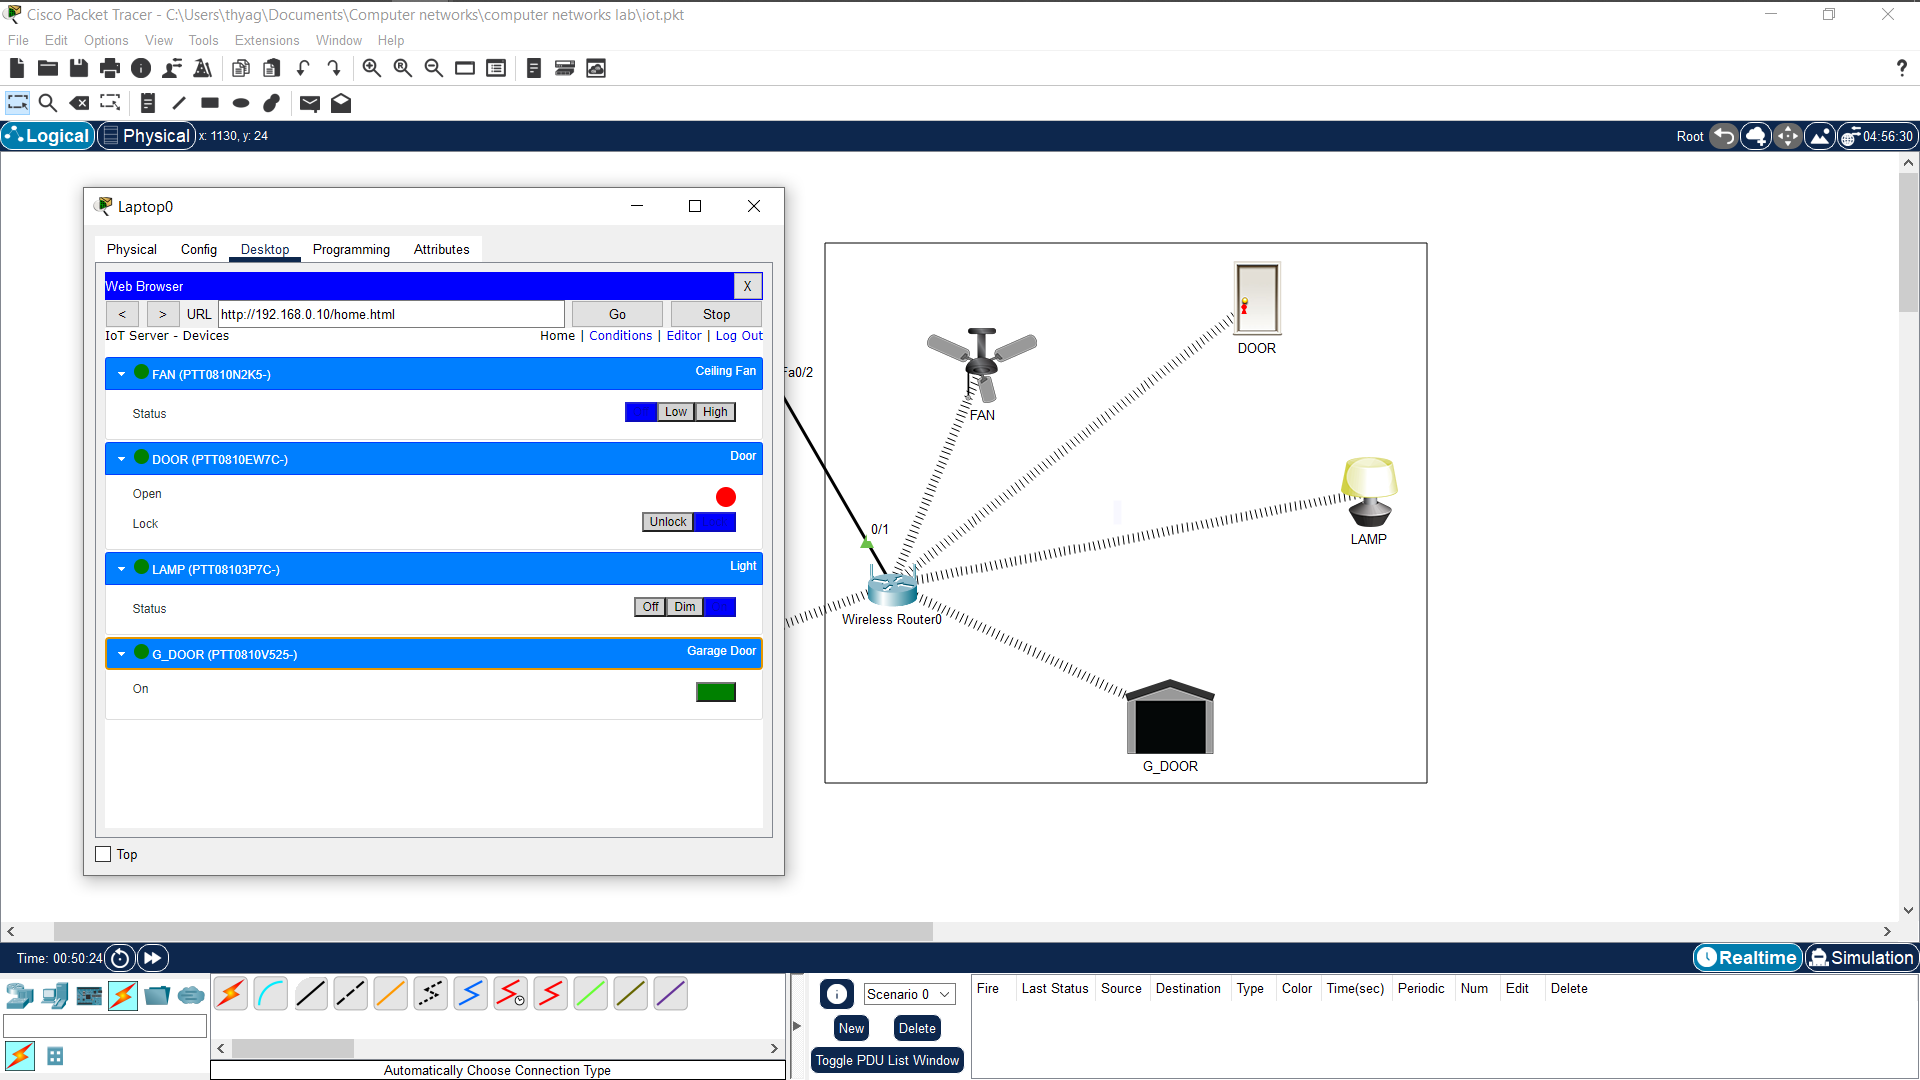 Cisco Packet Tracer - C:\Users\thyag\Documents\Computer networks\computer networks lab\iot.pkt
File Edit Options View Tools Extensions Window Help
?
Logical Physical x: 1130, y: 24 Root 04:56:30
Laptop0
Physical Config Desktop Programming Attributes
Web Browser X
< > URL http://192.168.0.10/home.html Go Stop
IoT Server - Devices Home | Conditions | Editor | Log Out
FAN (PTT0810N2K5-) Ceiling Fan
Status Low High
DOOR (PTT0810EW7C-) Door
Open
Lock Unlock
LAMP (PTT08103P7C-) Light
Status Off Dim
G_DOOR (PTT0810V525-) Garage Door
On
Top
Fa0/2
0/1
FAN
DOOR
LAMP
Wireless Router0
G_DOOR
Time: 00:50:24 Realtime Simulation
Scenario 0
New Delete
Toggle PDU List Window
Fire Last Status Source Destination Type Color Time(sec) Periodic Num Edit Delete
Automatically Choose Connection Type